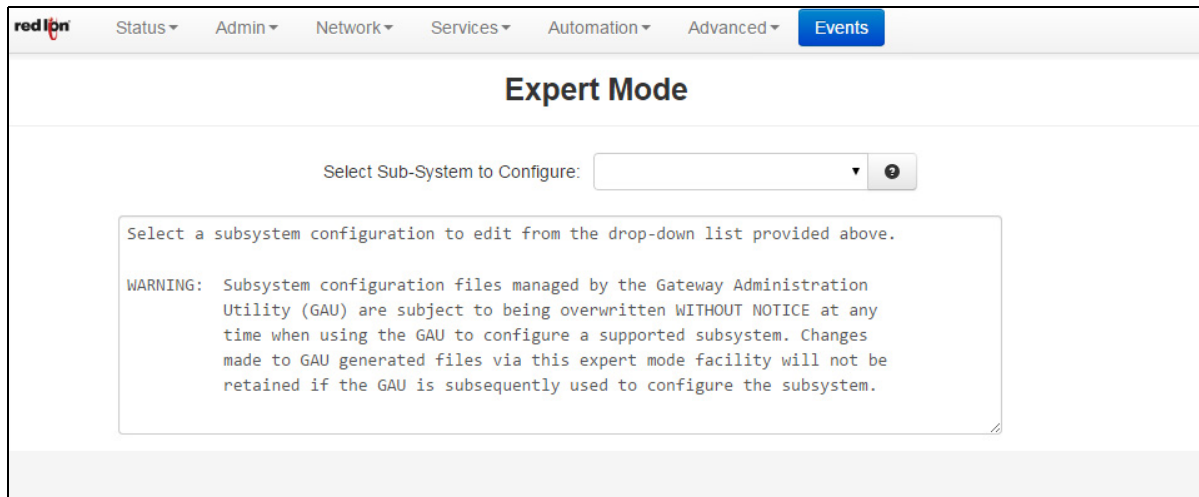 red lion
Status Admin Network Services Automation Advanced Events
Expert Mode
Select Sub-System to Configure:
Select a subsystem configuration to edit from the drop-down list provided above.
WARNING: Subsystem configuration files managed by the Gateway Administration
Utility (GAU) are subject to being overwritten WITHOUT NOTICE at any
time when using the GAU to configure a supported subsystem. Changes
made to GAU generated files via this expert mode facility will not be
retained if the GAU is subsequently used to configure the subsystem.